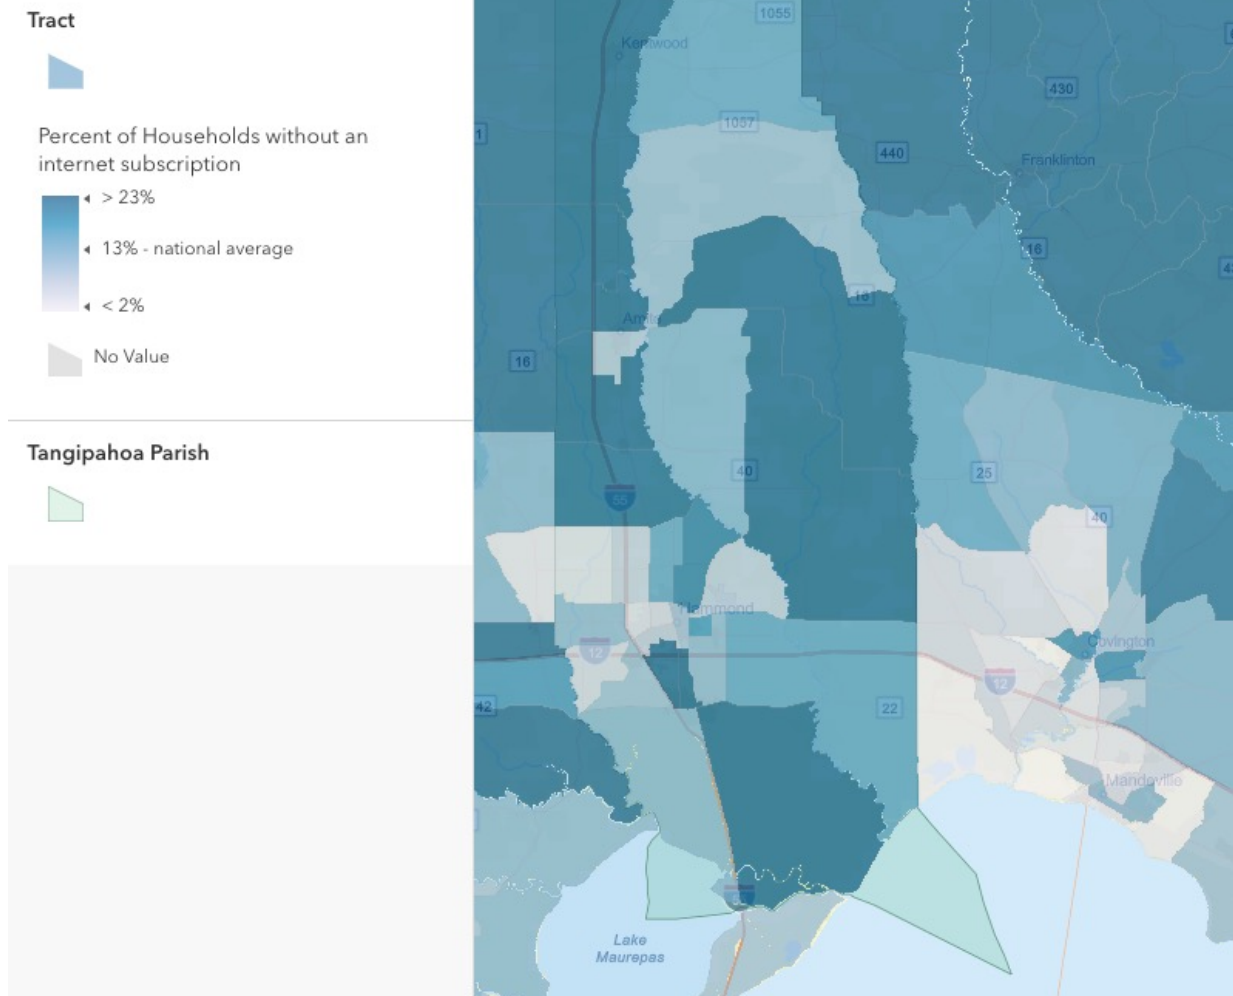 Tract
Percent of Households without an
internet subscription
> 23%
13% - national average
< 2%
No Value
Tangipahoa Parish
1055
Kentwood
430
1057
440
Franklinton
16
16
Amite
16
40
25
55
40
Hammond
Covington
12
12
42
22
Mandeville
Lake
Maurepas